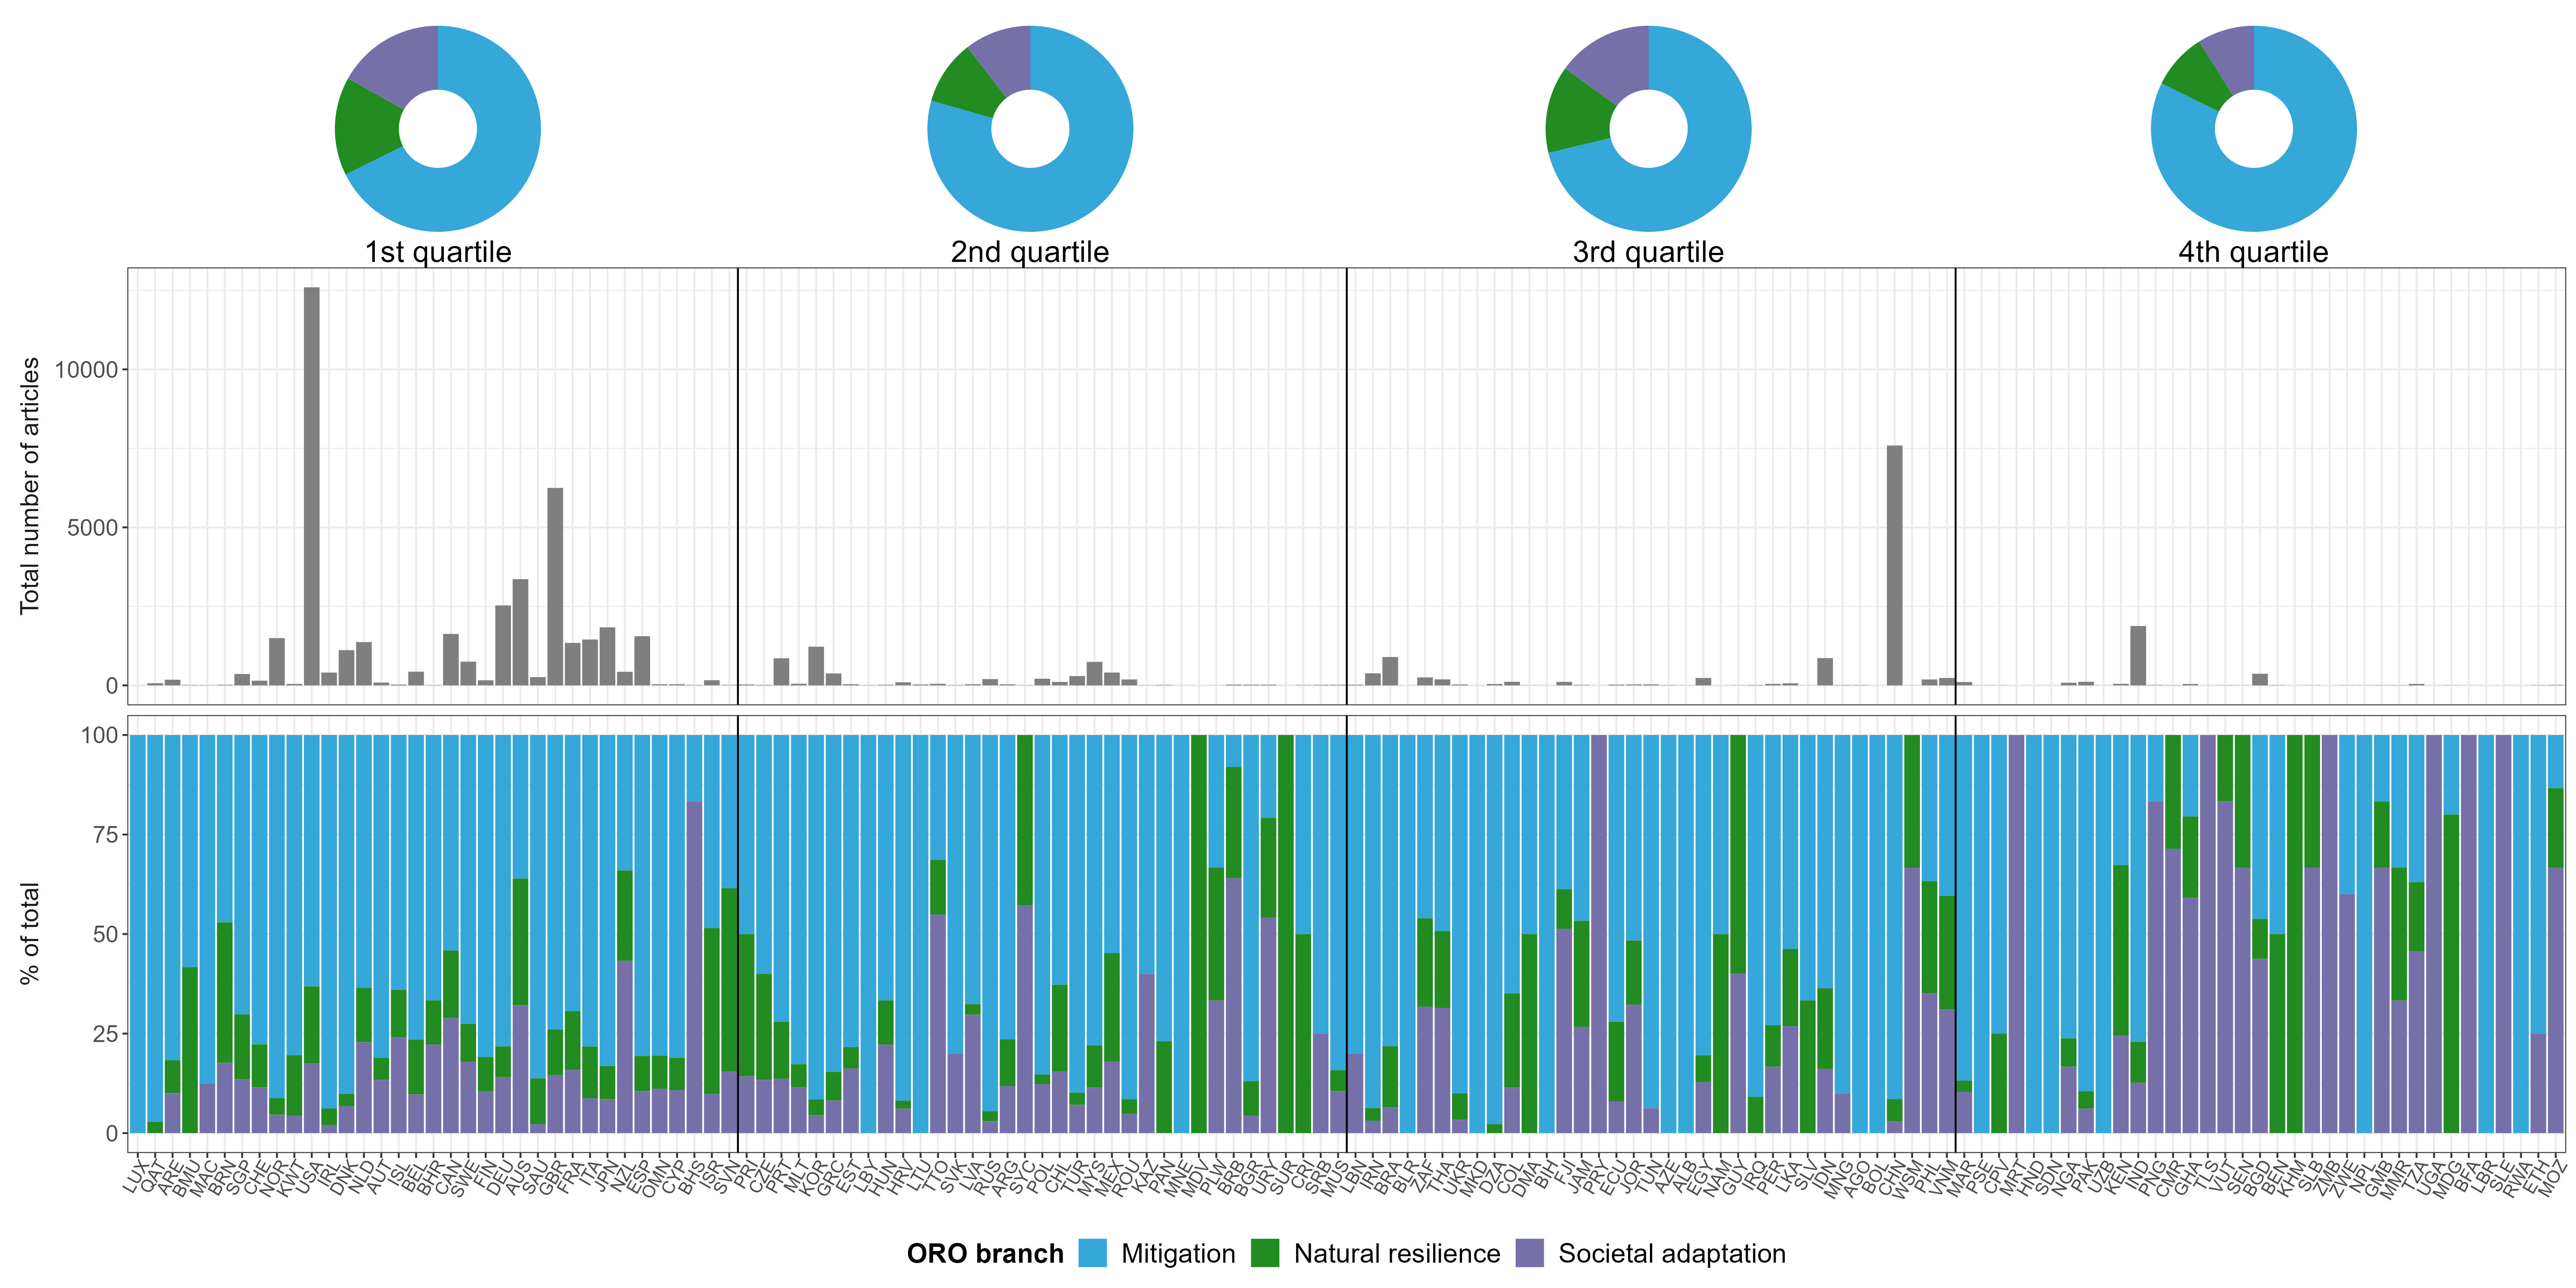 1st quartile
2nd quartile
3rd quartile
4th quartile
Total number of articles
10000
5000
0
% of total
100
75
50
25
0
LUX QAT ARE BMU MAC BRN SGP CHE NOR KWT USA IRL DNK NLD AUT ISL BEL BHR CAN SWE FIN DEU AUS SAU GBR FRA ITA JPN NZL ESP OMN CYP BHS ISR SVN PRI CZE PRT MLT KOR GRC EST LBY HUN HRV LTU TTO SVK LVA RUS ARG SYC POL CHL TUR MYS MEX ROU KAZ PAN MNE MDV PLW BRB BGR URY SUR CRI SRB MUS LBN IRN BRA BLR ZAF THA UKR MKD DZA COL DMA BIH FJI JAM PRY ECU JOR TUN AZE ALB EGY NAM GUY IRQ PER LKA SLV IDN MNG AGO BOL CHN WSM PHL VNM MAR PSE CPV MRT HND SDN NGA PAK UZB KEN IND PNG CMR GHA TLS VUT SEN BGD BEN KHM SLB ZMB ZWE NPL GMB MMR TZA UGA MDG BFA LBR SLE RWA ETH MOZ
ORO branch Mitigation Natural resilience Societal adaptation